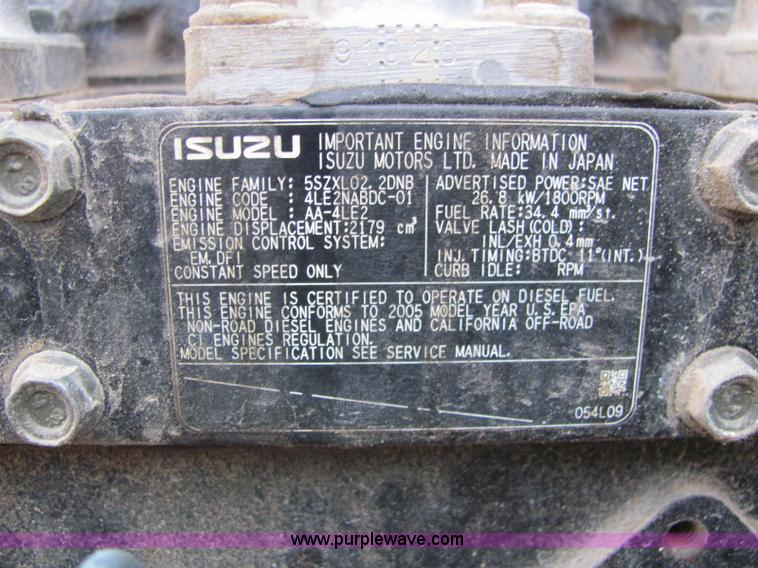 91020
ISUZU IMPORTANT ENGINE INFORMATION
ISUZU MOTORS LTD. MADE IN JAPAN
ENGINE FAMILY: 5SZXL02.2DNB
ENGINE CODE : 4LE2NABDC-01
ENGINE MODEL : AA-4LE2
ENGINE DISPLACEMENT:2179 cm³
EMISSION CONTROL SYSTEM:
EM,DFI
CONSTANT SPEED ONLY
ADVERTISED POWER:SAE NET
26.8 kW/1800RPM
FUEL RATE:34.4 mm³/st.
VALVE LASH(COLD):
INL/EXH 0.4mm
INJ. TIMING:BTDC 11°(INT.)
CURB IDLE: RPM
THIS ENGINE IS CERTIFIED TO OPERATE ON DIESEL FUEL.
THIS ENGINE CONFORMS TO 2005 MODEL YEAR U.S.EPA
NON-ROAD DIESEL ENGINES AND CALIFORNIA OFF-ROAD
CI ENGINES REGULATION.
MODEL SPECIFICATION SEE SERVICE MANUAL.
054L09
www.purplewave.com